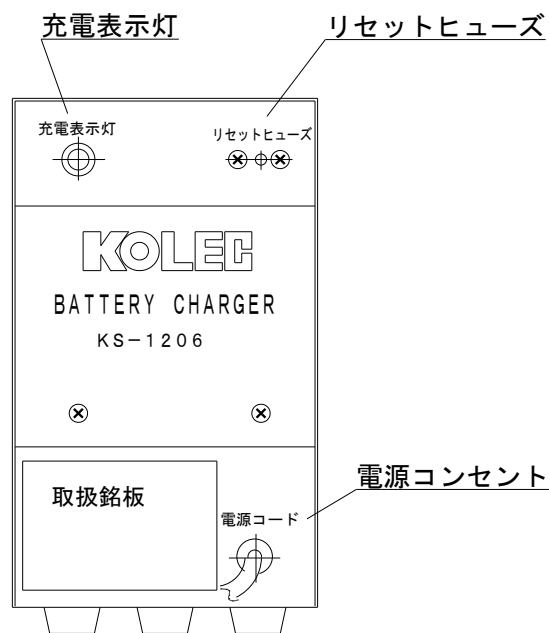 充電表示灯
リセットヒューズ
充電表示灯
リセットヒューズ
KOLEC
BATTERY CHARGER
KS-1206
電源コンセント
取扱銘板
電源コード